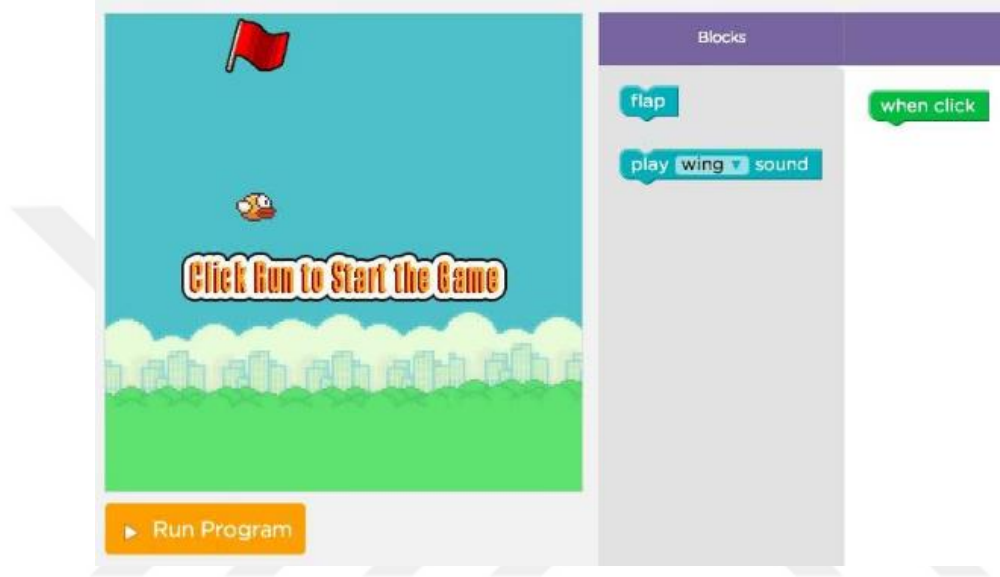 Blocks
flap
when click
play wing sound
Click Run to Start the Game
Run Program